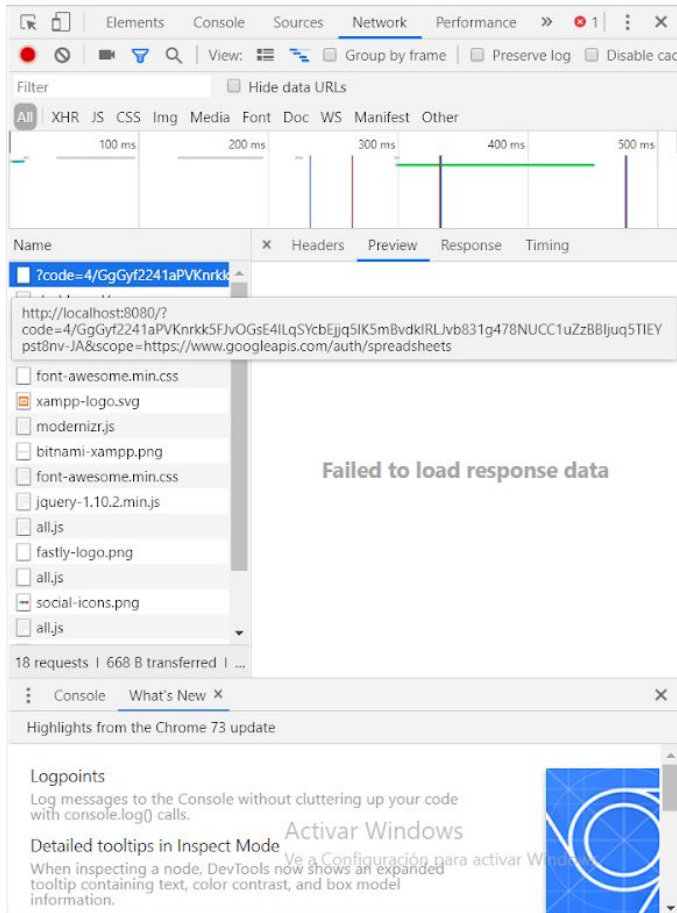 Elements Console Sources Network Performance » 1
View: Group by frame Preserve log Disable cac
Filter Hide data URLs
All XHR JS CSS Img Media Font Doc WS Manifest Other
100 ms 200 ms 300 ms 400 ms 500 ms
Name × Headers Preview Response Timing
?code=4/GgGyf2241aPVKnrkk
http://localhost:8080/?
code=4/GgGyf2241aPVKnrkk5FJvOGsE4ILqSYcbEjjq5IK5mBvdklRLJvb831g478NUCC1uZzBBIjuq5TIEY
pst8nv-JA&scope=https://www.googleapis.com/auth/spreadsheets
font-awesome.min.css
xampp-logo.svg
modernizr.js
bitnami-xampp.png
font-awesome.min.css
jquery-1.10.2.min.js
all.js
fastly-logo.png
all.js
social-icons.png
all.js
Failed to load response data
18 requests | 668 B transferred | ...
Console What's New ×
Highlights from the Chrome 73 update
Logpoints
Log messages to the Console without cluttering up your code
with console.log() calls.
Detailed tooltips in Inspect Mode
When inspecting a node, DevTools now shows an expanded
tooltip containing text, color contrast, and box model
information.
Activar Windows
Ve a Configuración para activar Windows.